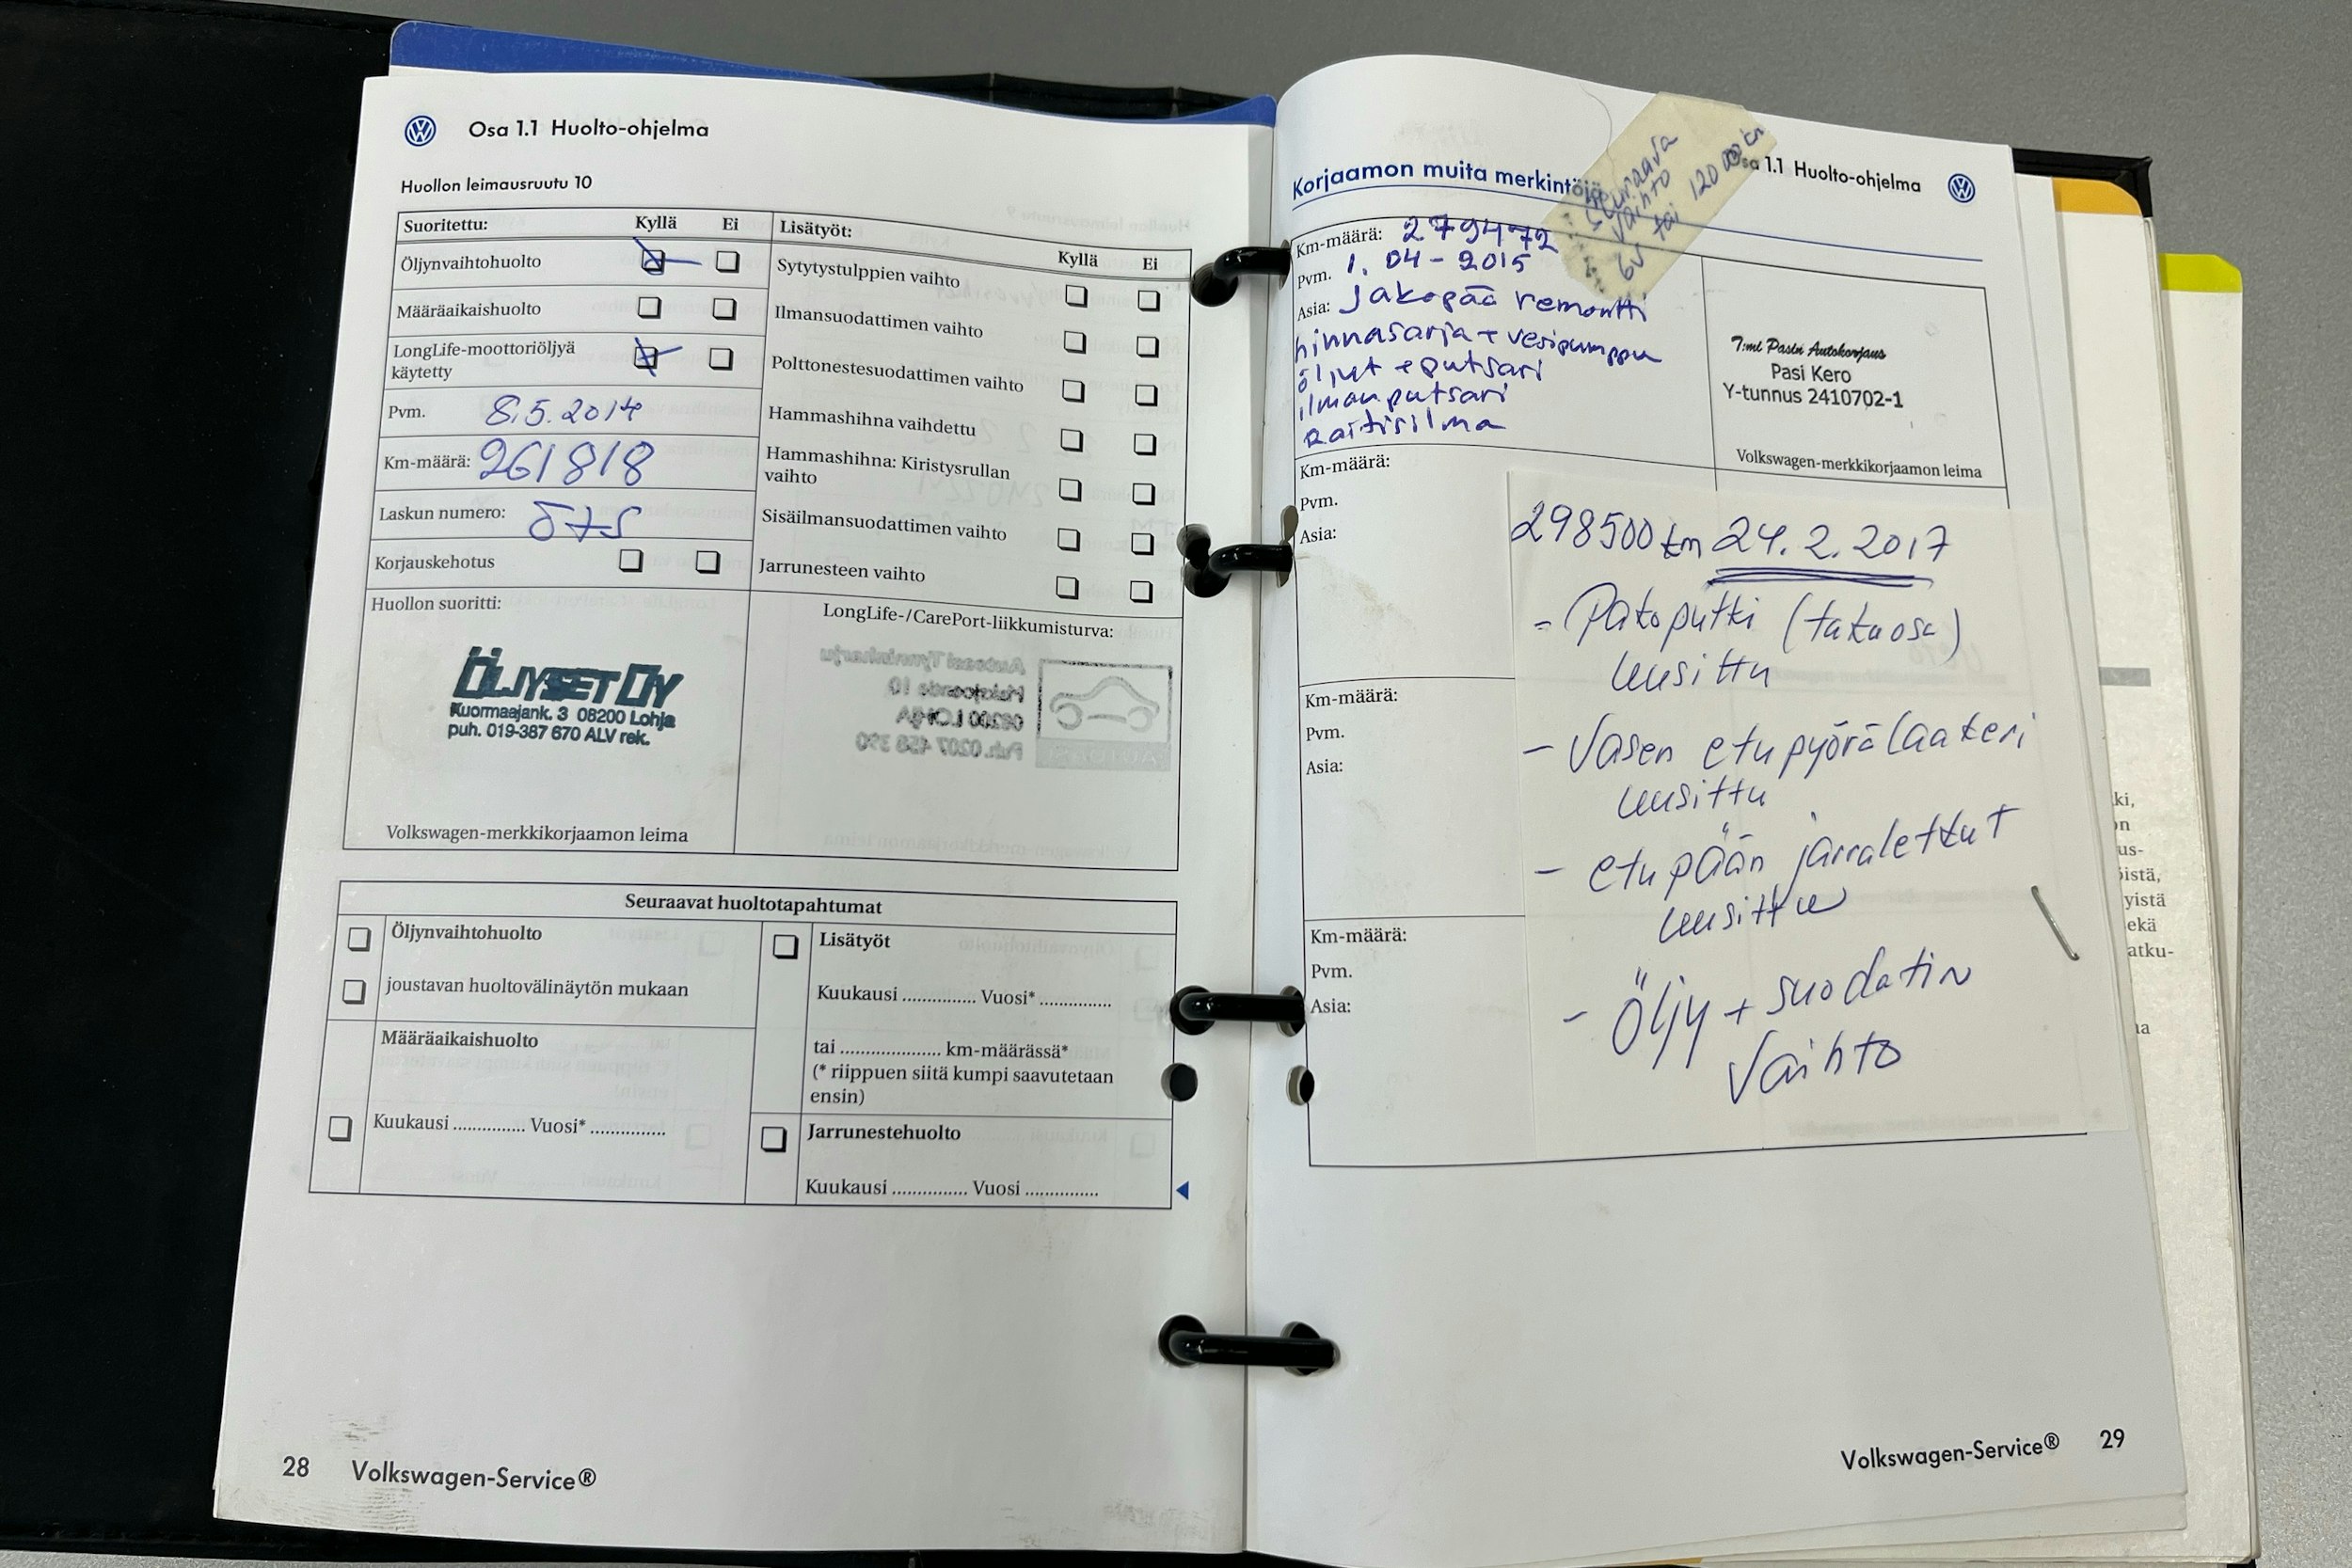 Osa 1.1 Huolto-ohjelma
Huollon leimausruutu 10
Suoritettu: Kyllä Ei
Öljynvaihtohuolto
Määräaikaishuolto
LongLife-moottoriöljyä
käytetty
Pvm. 8.5.2014
Km-määrä: 261818
Laskun numero: 575
Korjauskehotus
Huollon suoritti:
ÖLJYSET OY
Kuormaajank. 3 08200 Lohja
puh. 019-387 670 ALV rek.
Volkswagen-merkkikorjaamon leima
Lisätyöt:
Kyllä Ei
Sytytystulppien vaihto
Ilmansuodattimen vaihto
Polttonestesuodattimen vaihto
Hammashihna vaihdettu
Hammashihna: Kiristysrullan
vaihto
Sisäilmansuodattimen vaihto
Jarrunesteen vaihto
LongLife-/CarePort-liikkumisturva:
Seuraavat huoltotapahtumat
Öljynvaihtohuolto
joustavan huoltovälinäytön mukaan
Määräaikaishuolto
Kuukausi ............... Vuosi* ...............
Lisätyöt
Kuukausi ............... Vuosi* ...............
tai .................... km-määrässä*
(* riippuen siitä kumpi saavutetaan
ensin)
Jarrunestehuolto
Kuukausi ............... Vuosi ...............
28 Volkswagen-Service®
Korjaamon muita merkintöjä
Osa 1.1 Huolto-ohjelma
Seuraava
vaihto
6v tai 120 000 km
Km-määrä: 279472
Pvm. 1. 04 - 2015
Asia: Jakopää remontti
hinnasarja + vesipumppu
öljyt + putsari
ilmanputsari
raitisilma
T:mi Pasin Autokorjaus
Pasi Kero
Y-tunnus 2410702-1
Volkswagen-merkkikorjaamon leima
Km-määrä:
Pvm.
Asia:
Km-määrä:
Pvm.
Asia:
Km-määrä:
Pvm.
Asia:
298500 km 24.2.2017
- Pakoputki (takaosa)
uusittu
- Vasen etupyörälaakeri
uusittu
- etupään jarruletkut
uusittu
- Öljy + suodatin
vaihto
Volkswagen-Service® 29